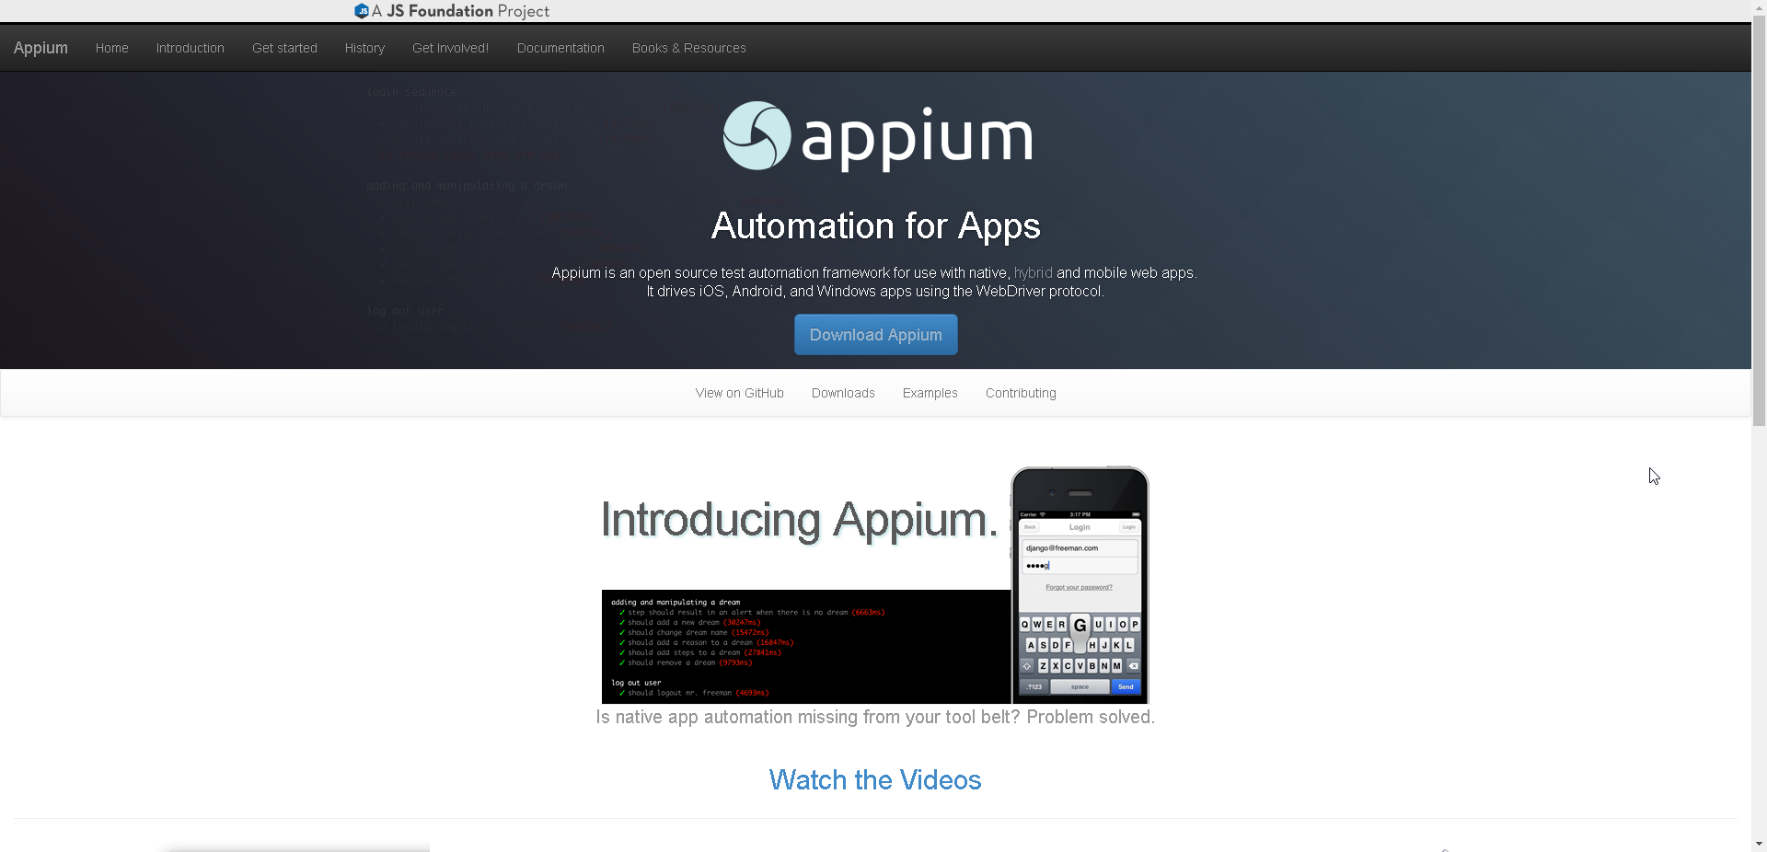 JS A JS Foundation Project
Appium Home Introduction Get started History Get Involved! Documentation Books & Resources
login sequence
adding and manipulating a dream
log out user
appium
Automation for Apps
Appium is an open source test automation framework for use with native, hybrid and mobile web apps.
It drives iOS, Android, and Windows apps using the WebDriver protocol.
Download Appium
View on GitHub Downloads Examples Contributing
Introducing Appium.
Carrier 3:17 PM
Back Login Login
django@freeman.com
••••g
Forgot your password?
Q W E R G U I O P
A S D F H J K L
Z X C V B N M
.?123 space Send
adding and manipulating a dream
✓ step should result in an alert when there is no dream (6663ms)
✓ should add a new dream (30247ms)
✓ should change dream name (15472ms)
✓ should add a reason to a dream (16847ms)
✓ should add steps to a dream (27841ms)
✓ should remove a dream (9793ms)
log out user
✓ should logout mr. freeman (4693ms)
Is native app automation missing from your tool belt? Problem solved.
Watch the Videos